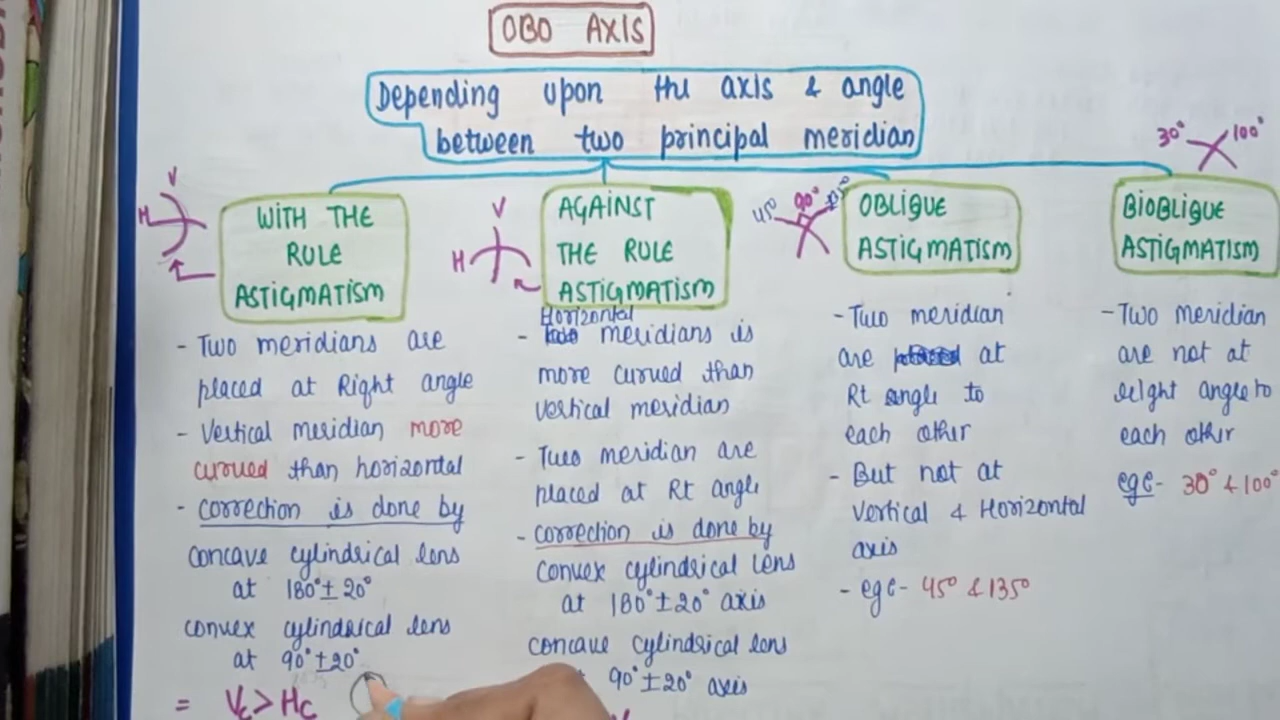 OBO AXIS
Depending upon the axis & angle
between two principal meridian
V
H
WITH THE
RULE
ASTIGMATISM
- Two meridians are
placed at Right angle
- Vertical meridian more
curved than horizontal
- correction is done by
concave cylindrical lens
at 180° ± 20°
convex cylindrical lens
at 90° ± 20°
= Vc > Hc
V
H
AGAINST
THE RULE
ASTIGMATISM
Horizontal
- meridians is
more curved than
vertical meridian
- Two meridian are
placed at Rt angle
- correction is done by
convex cylindrical lens
at 180° ± 20° axis
concave cylindrical lens
90° ± 20° axis
45° 90° 135°
OBLIQUE
ASTIGMATISM
- Two meridian
are at
Rt angle to
each other
- But not at
vertical & Horizontal
axis
- eg:- 45° & 135°
30° 100°
BIOBLIQUE
ASTIGMATISM
- Two meridian
are not at
right angle to
each other
eg:- 30° & 100°